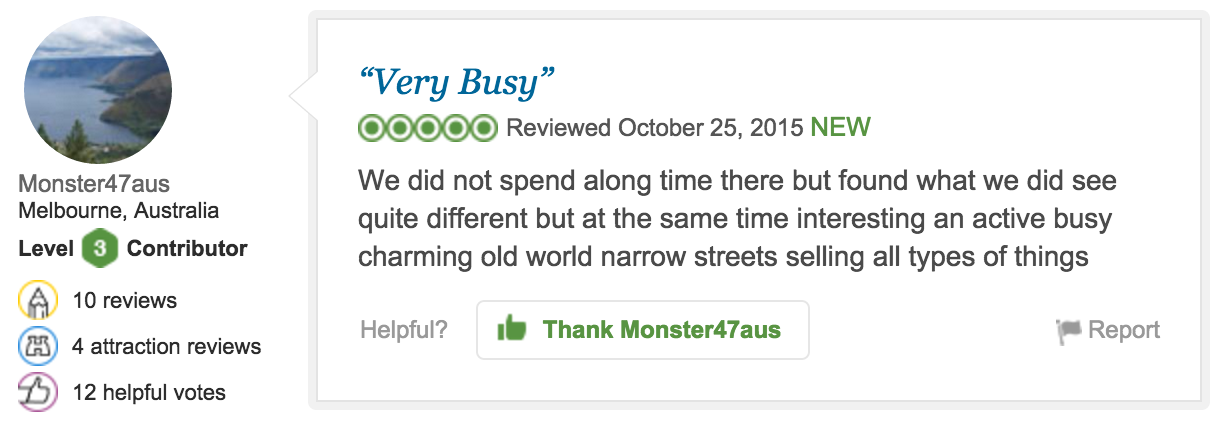 Monster47aus
Melbourne, Australia
Level 3 Contributor
10 reviews
4 attraction reviews
12 helpful votes
“Very Busy”
Reviewed October 25, 2015 NEW
We did not spend along time there but found what we did see
quite different but at the same time interesting an active busy
charming old world narrow streets selling all types of things
Helpful? Thank Monster47aus Report